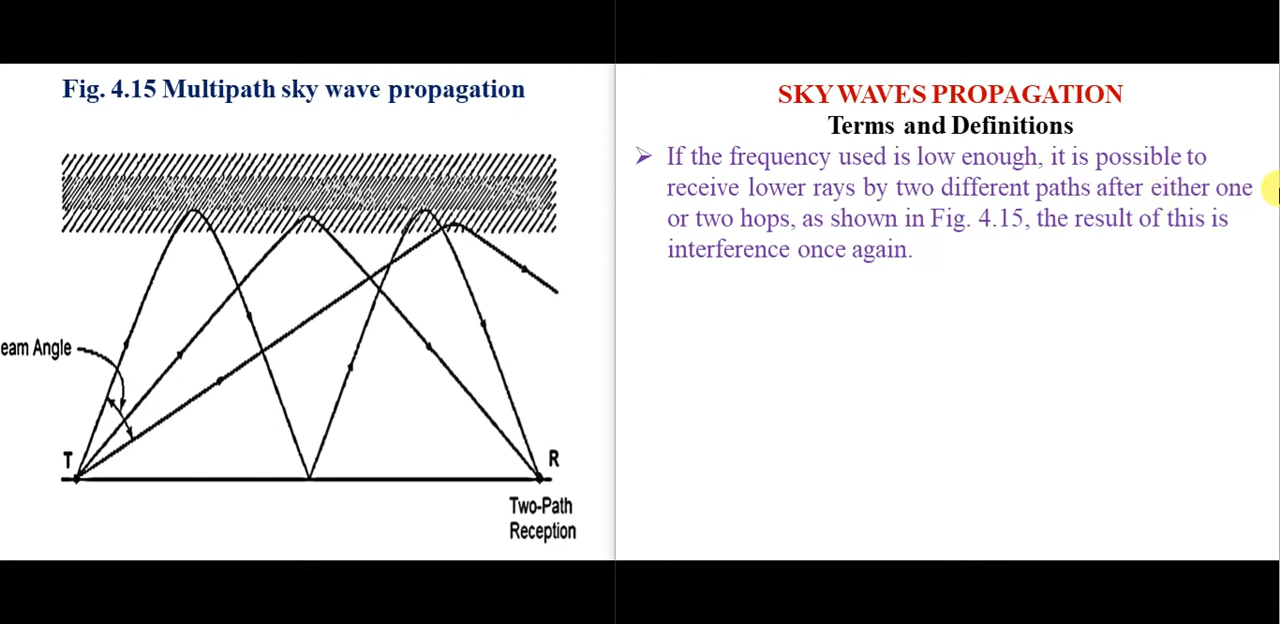 Fig. 4.15 Multipath sky wave propagation
eam Angle
T
R
Two-Path
Reception
SKY WAVES PROPAGATION
Terms and Definitions
➢ If the frequency used is low enough, it is possible to
receive lower rays by two different paths after either one
or two hops, as shown in Fig. 4.15, the result of this is
interference once again.